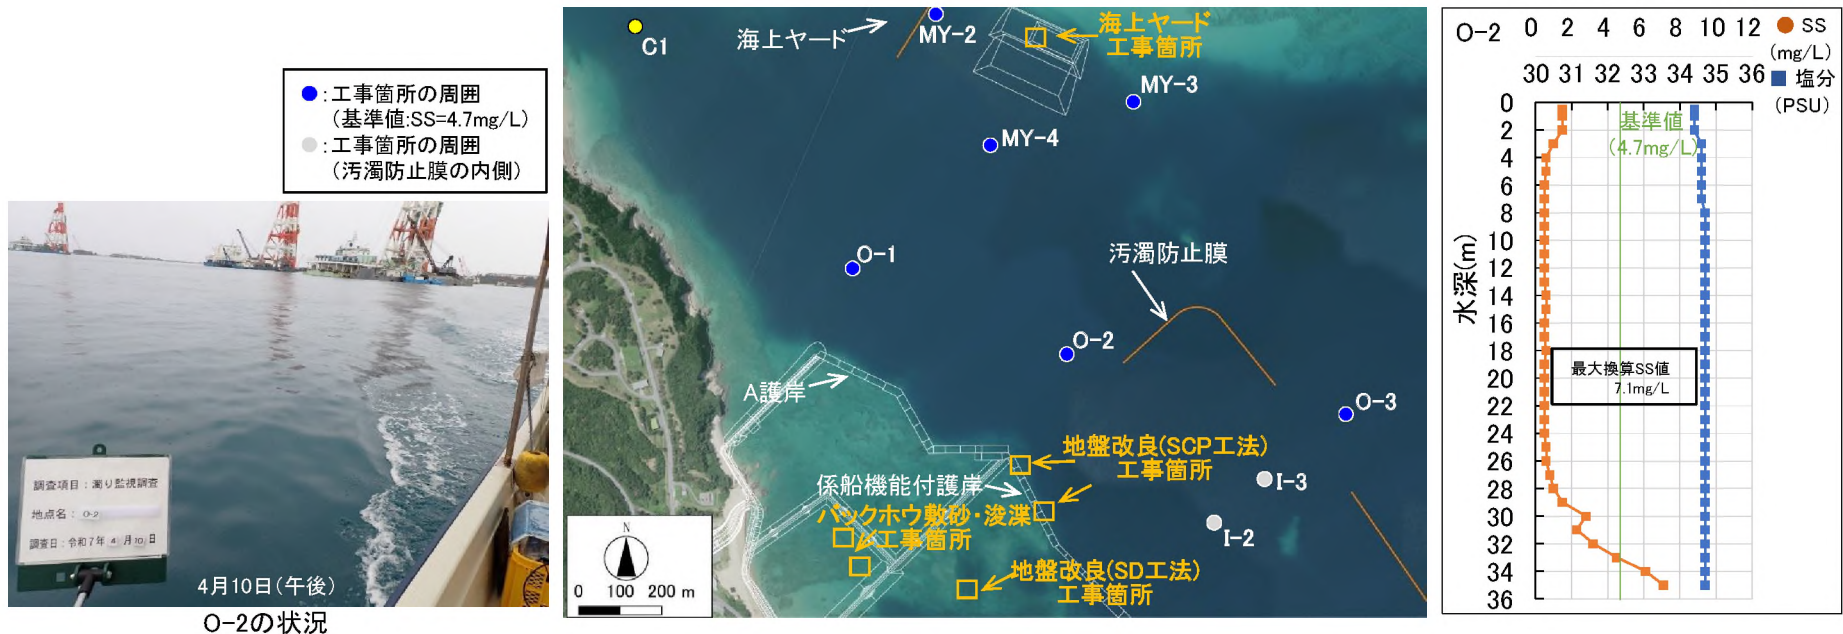 ：工事箇所の周囲
(基準値:SS=4.7mg/L)
：工事箇所の周囲
(汚濁防止膜の内側)
調査項目：濁り監視調査
地点名： O-2
調査日：令和7年 4月10日
4月10日(午後)
O-2の状況
C1
海上ヤード
MY-2
海上ヤード
工事箇所
MY-3
MY-4
O-1
汚濁防止膜
O-2
A護岸
O-3
地盤改良(SCP工法)
工事箇所
係船機能付護岸
I-3
バックホウ敷砂・浚渫
工事箇所
I-2
地盤改良(SD工法)
工事箇所
N
0 100 200 m
O-2
0 2 4 6 8 10 12
SS
(mg/L)
30 31 32 33 34 35 36
塩分
(PSU)
基準値
(4.7mg/L)
水深(m)
0
2
4
6
8
10
12
14
16
18
20
22
24
26
28
30
32
34
36
最大換算SS値
7.1mg/L